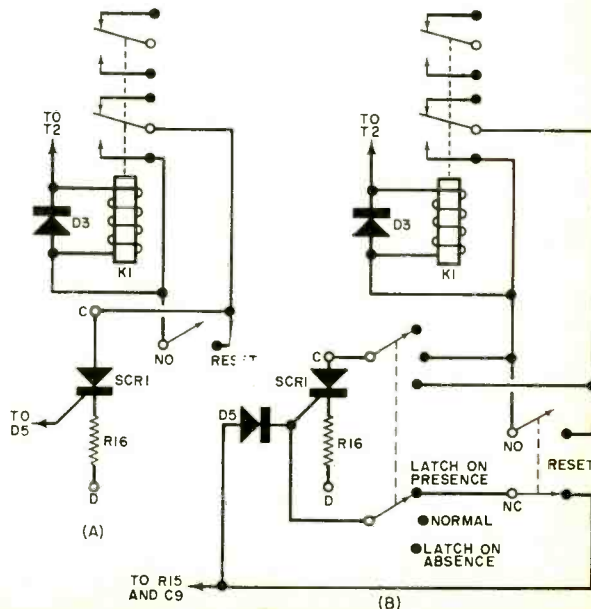 TO
T2
D3
K1
C
NO
RESET
SCR1
TO
D5
R16
D
(A)
TO
T2
D3
K1
C
SCR1
D5
R16
D
NO
RESET
LATCH ON
PRESENCE
NC
NORMAL
LATCH ON
ABSENCE
TO R15
AND C9
(B)